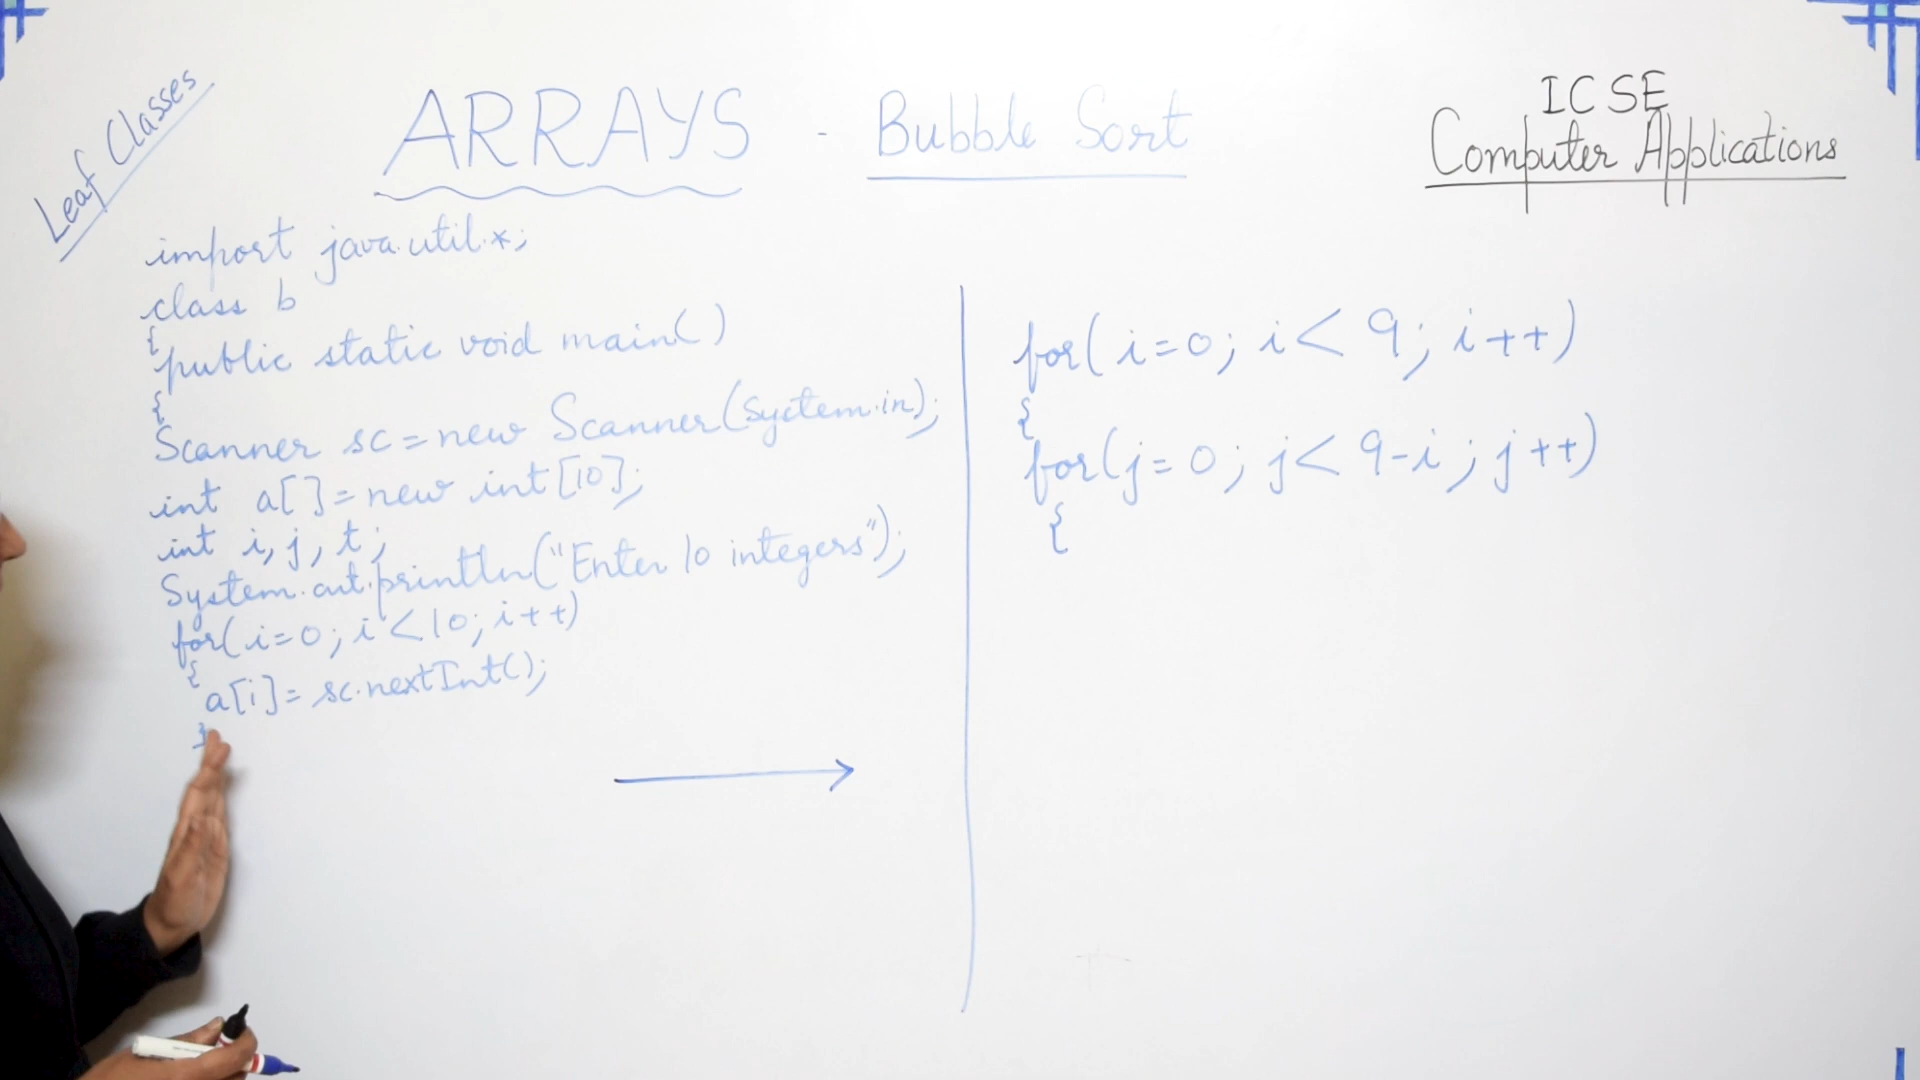 Leaf Classes
ARRAYS - Bubble Sort
ICSE
Computer Applications
import java.util.*;
class b
{
public static void main()
{
Scanner sc = new Scanner(System.in);
int a[] = new int[10];
int i, j, t;
System.out.println("Enter 10 integers");
for(i=0; i<10; i++)
{
a[i] = sc.nextInt();
}
for(i=0; i<9; i++)
{
for(j=0; j<9-i; j++)
{